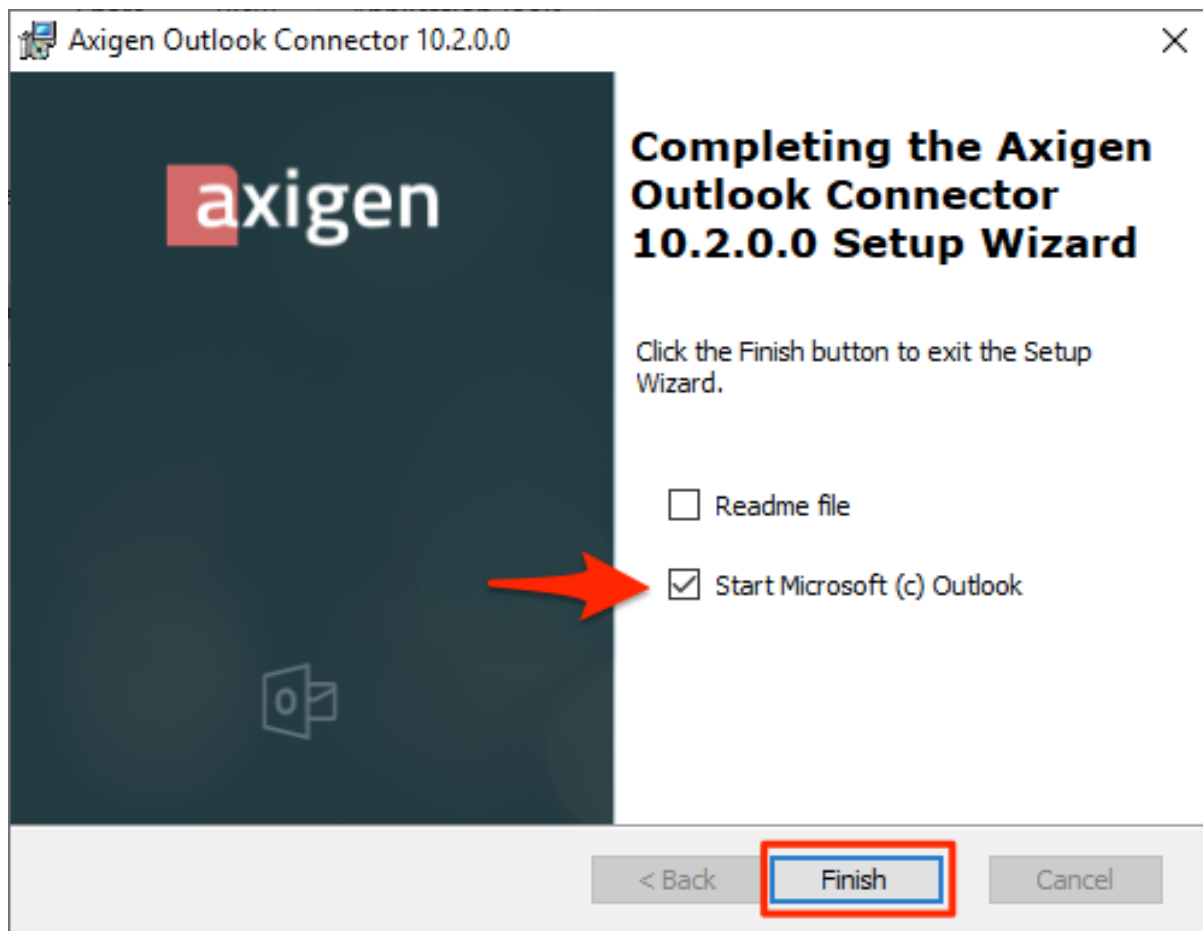 Axigen Outlook Connector 10.2.0.0
axigen
Completing the Axigen
Outlook Connector
10.2.0.0 Setup Wizard
Click the Finish button to exit the Setup
Wizard.
Readme file
Start Microsoft (c) Outlook
< Back
Finish
Cancel